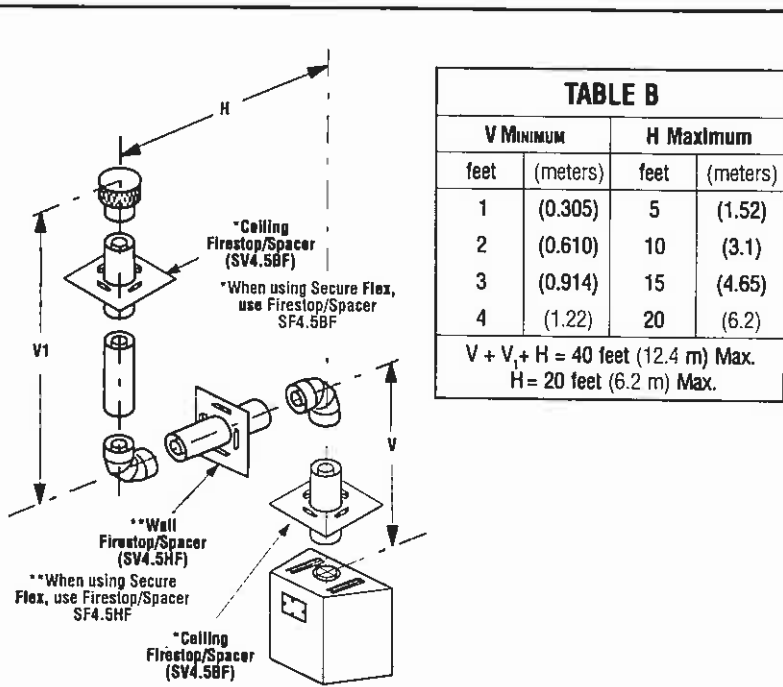 H
*Ceiling
Firestop/Spacer
(SV4.5BF)
*When using Secure Flex,
use Firestop/Spacer
SF4.5BF
V1
V
**Wall
Firestop/Spacer
(SV4.5HF)
**When using Secure
Flex, use Firestop/Spacer
SF4.5HF
*Ceiling
Firestop/Spacer
(SV4.5BF)
TABLE B
V MINIMUM H Maximum
feet (meters) feet (meters)
1 (0.305) 5 (1.52)
2 (0.610) 10 (3.1)
3 (0.914) 15 (4.65)
4 (1.22) 20 (6.2)
V + V₁+ H = 40 feet (12.4 m) Max.
H = 20 feet (6.2 m) Max.